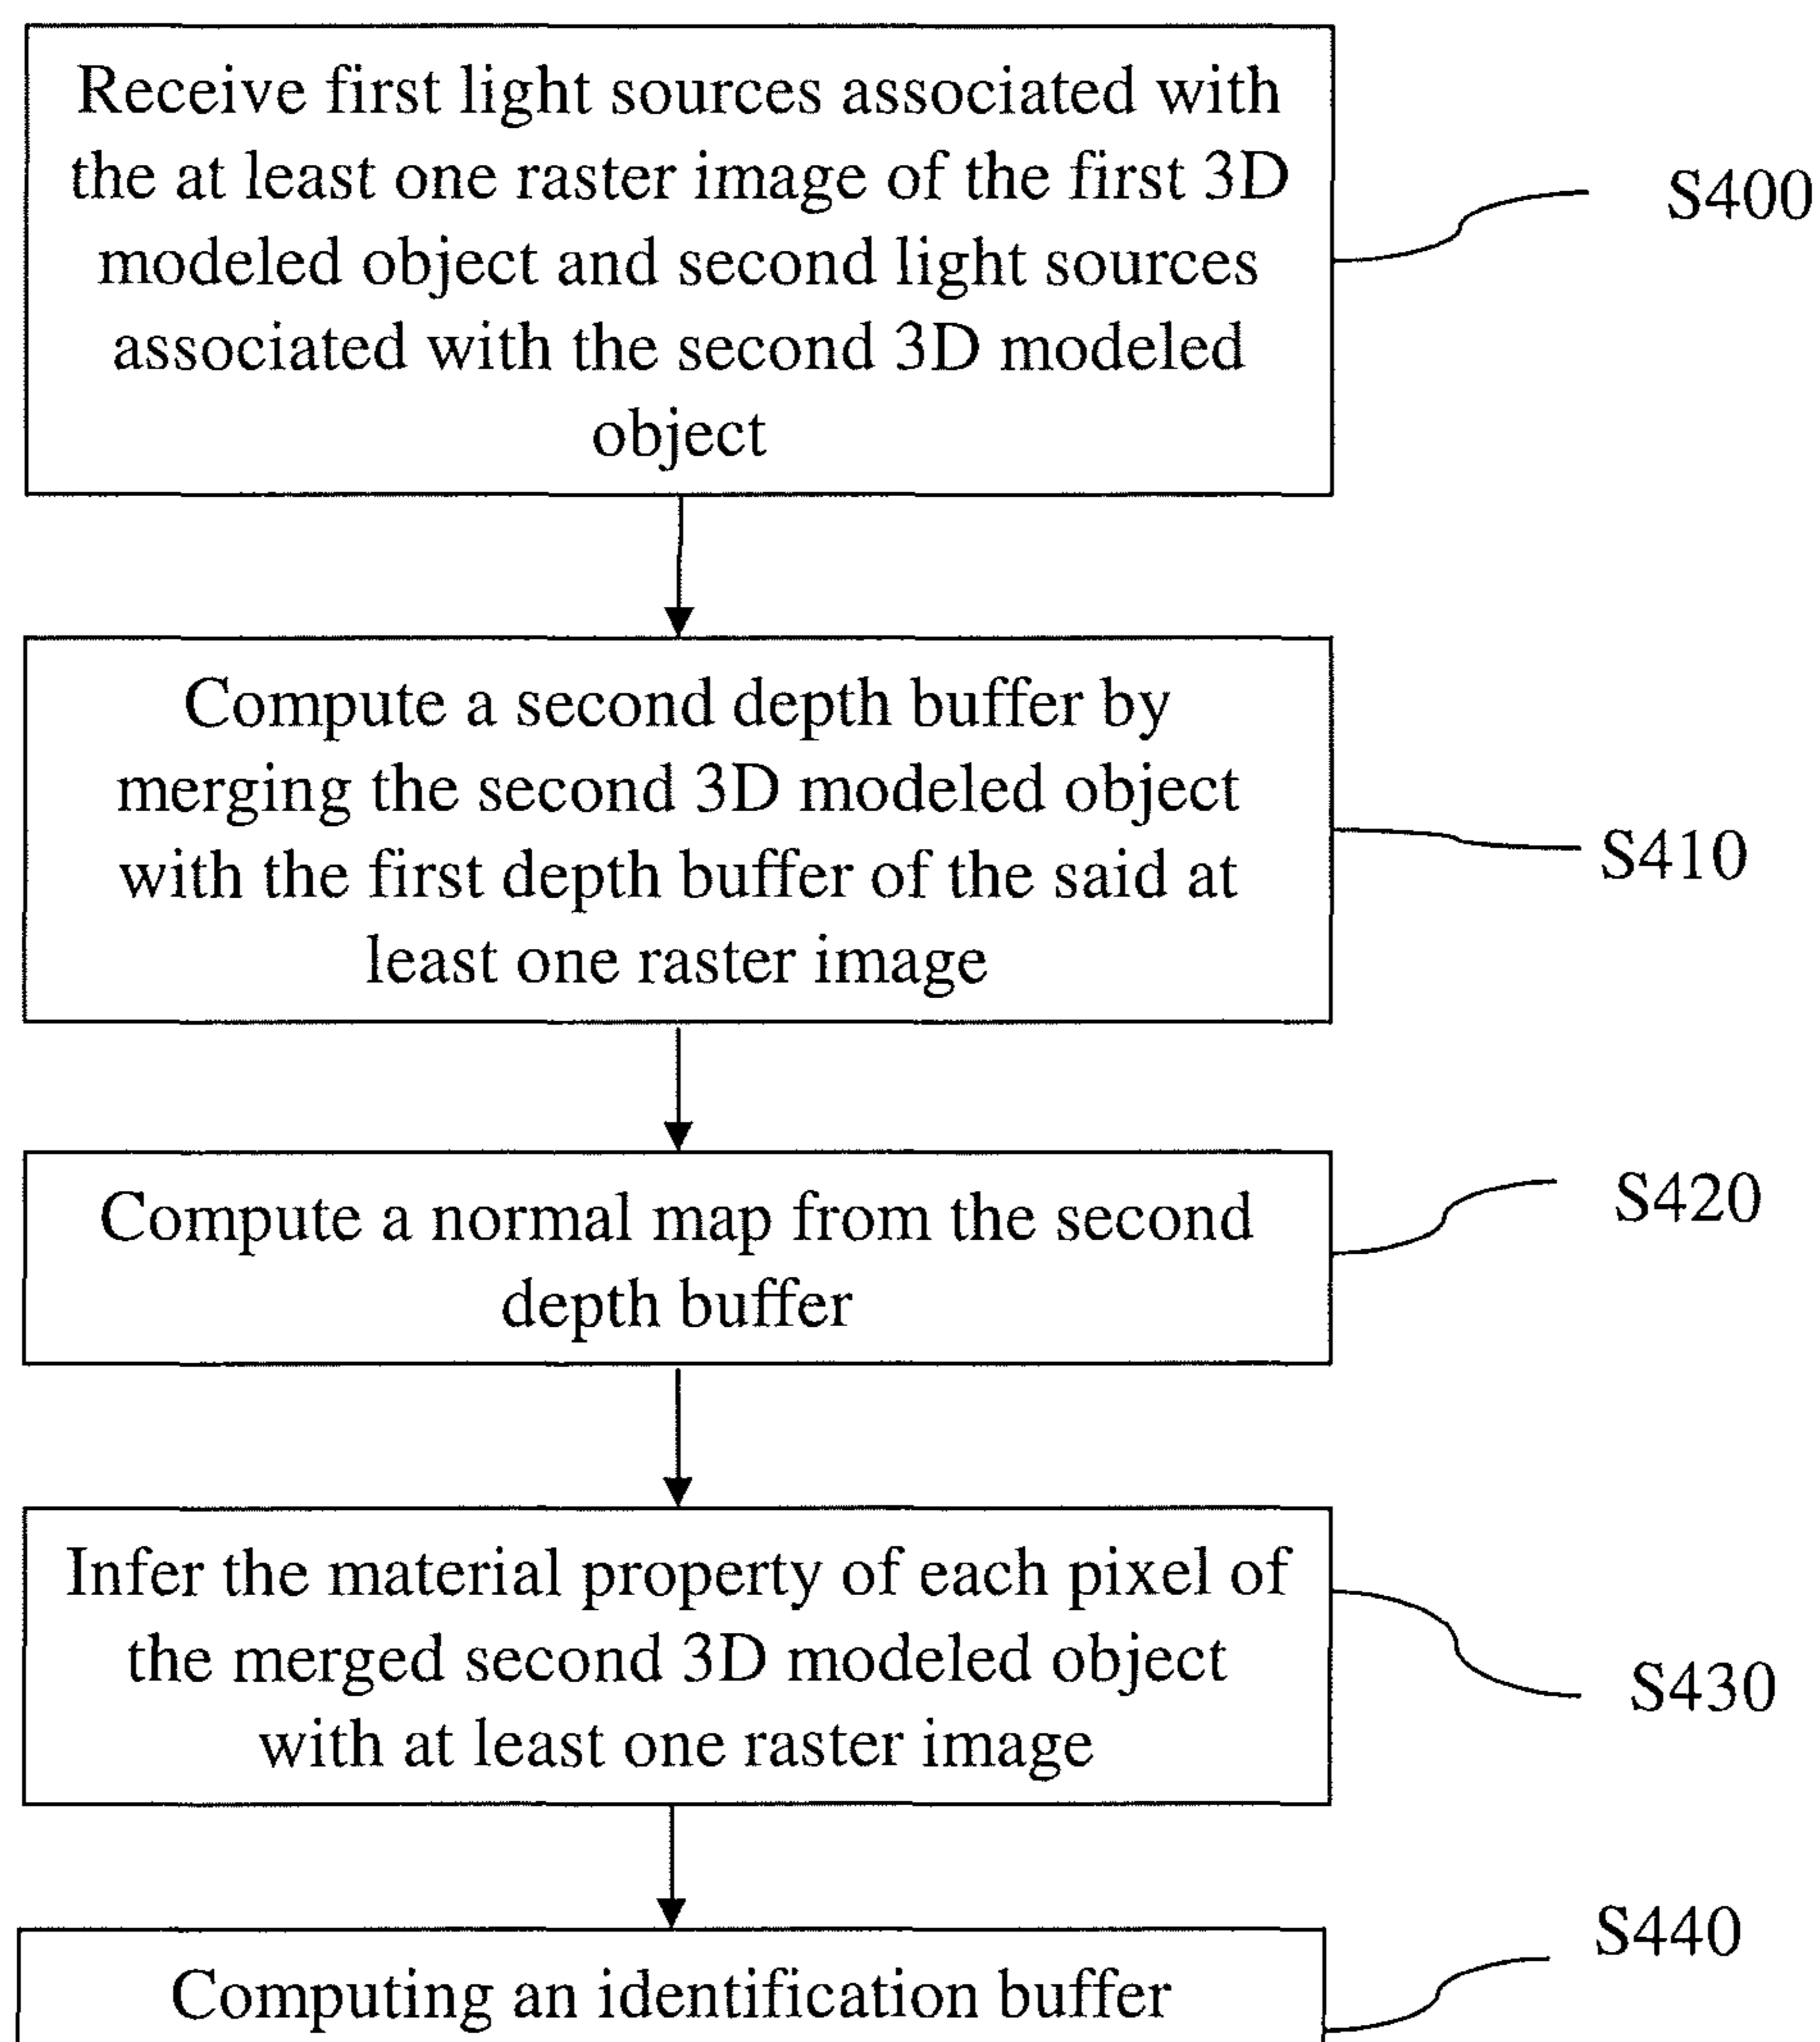 Receive first light sources associated with
the at least one raster image of the first 3D
modeled object and second light sources
associated with the second 3D modeled
object
S400
Compute a second depth buffer by
merging the second 3D modeled object
with the first depth buffer of the said at
least one raster image
S410
Compute a normal map from the second
depth buffer
S420
Infer the material property of each pixel of
the merged second 3D modeled object
with at least one raster image
S430
Computing an identification buffer
S440